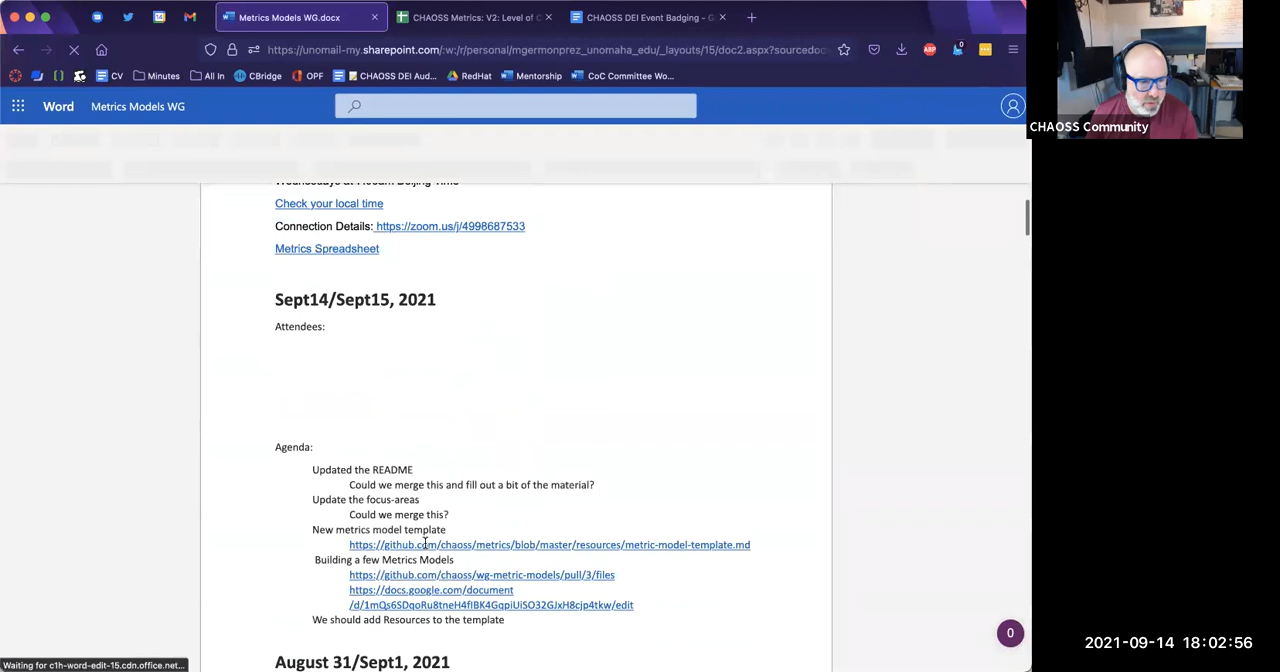 Metrics Models WG.docx
CHAOSS Metrics: V2: Level of C
CHAOSS DEI Event Badging - G
https://unomail-my.sharepoint.com/:w:/r/personal/mgermonprez_unomaha_edu/_layouts/15/doc2.aspx?sourcedoc
ABP
0
CV
Minutes
All In
CBridge
OPF
CHAOSS DEI Aud...
RedHat
Mentorship
CoC Committee Wo...
Word
Metrics Models WG
CHAOSS Community
Check your local time
Connection Details: https://zoom.us/j/4998687533
Metrics Spreadsheet
Sept14/Sept15, 2021
Attendees:
Agenda:
Updated the README
Could we merge this and fill out a bit of the material?
Update the focus-areas
Could we merge this?
New metrics model template
https://github.com/chaoss/metrics/blob/master/resources/metric-model-template.md
Building a few Metrics Models
https://github.com/chaoss/wg-metric-models/pull/3/files
https://docs.google.com/document
/d/1mQs6SDqoRu8tneH4fIBK4GqpiUiSO32GJxH8cjp4tkw/edit
We should add Resources to the template
August 31/Sept1, 2021
0
Waiting for c1h-word-edit-15.cdn.office.net...
2021-09-14 18:02:56